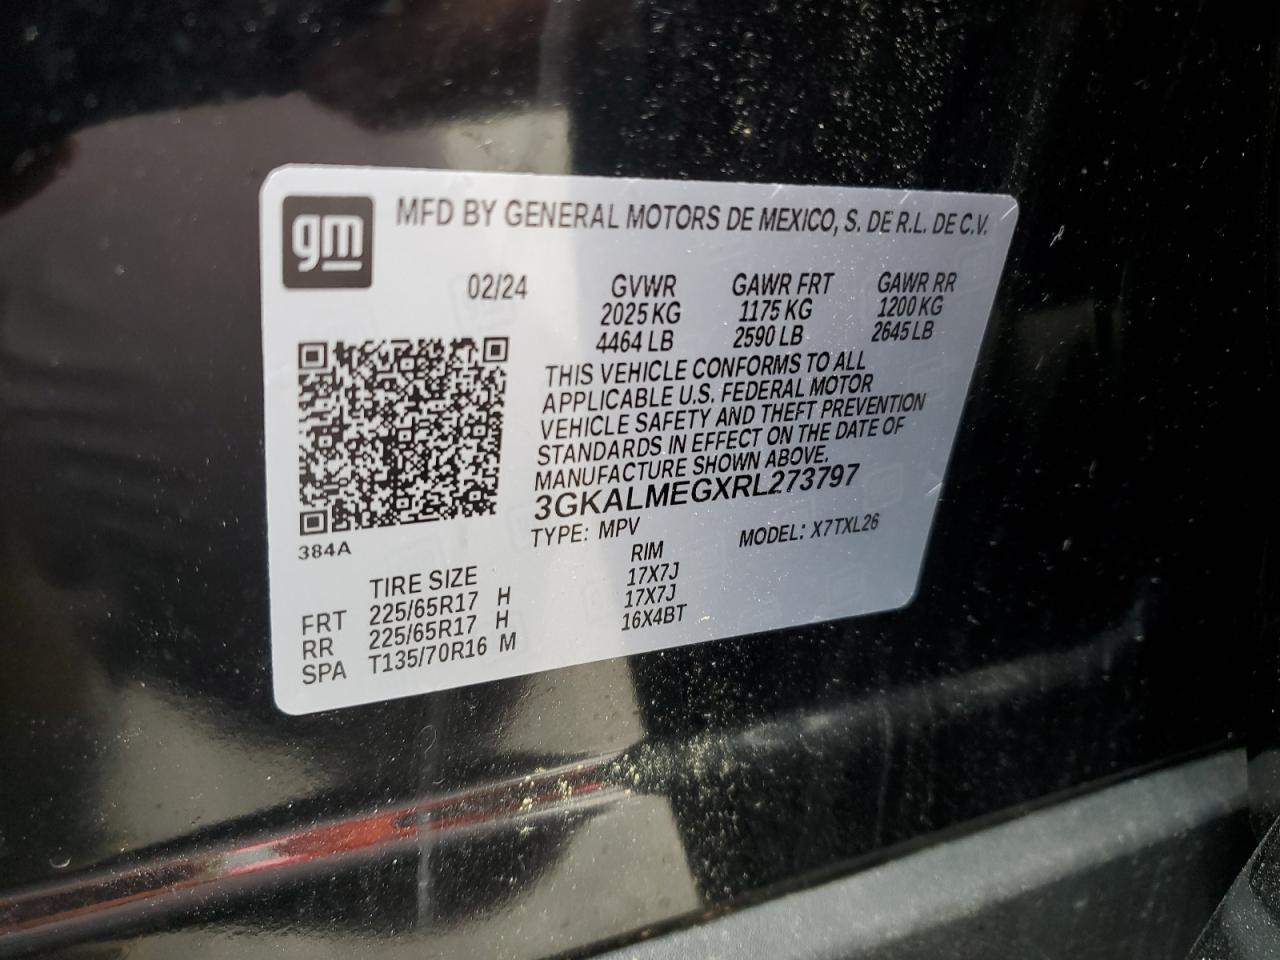 gm
MFD BY GENERAL MOTORS DE MEXICO, S. DE R.L. DE C.V.
02/24 GVWR GAWR FRT GAWR RR
2025 KG 1175 KG 1200 KG
4464 LB 2590 LB 2645 LB
THIS VEHICLE CONFORMS TO ALL
APPLICABLE U.S. FEDERAL MOTOR
VEHICLE SAFETY AND THEFT PREVENTION
STANDARDS IN EFFECT ON THE DATE OF
MANUFACTURE SHOWN ABOVE.
3GKALMEGXRL273797
TYPE: MPV MODEL: X7TXL26
384A
TIRE SIZE RIM
FRT 225/65R17 H 17X7J
RR 225/65R17 H 17X7J
SPA T135/70R16 M 16X4BT